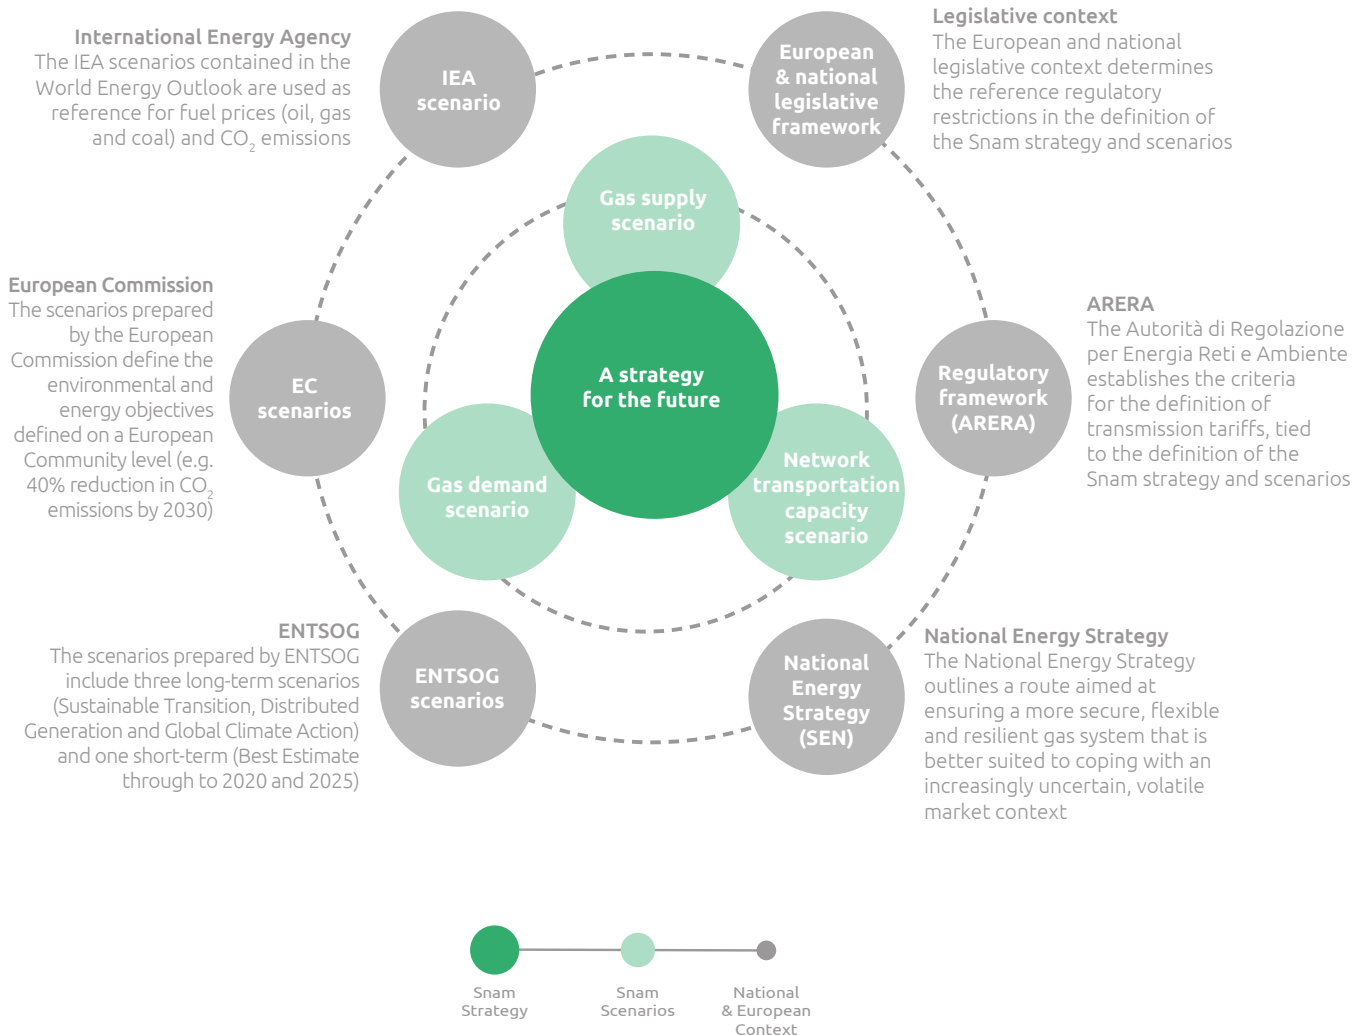 International Energy Agency
The IEA scenarios contained in the
World Energy Outlook are used as
reference for fuel prices (oil, gas
and coal) and CO₂ emissions
IEA
scenario
European
& national
legislative
framework
Legislative context
The European and national
legislative context determines
the reference regulatory
restrictions in the definition of
the Snam strategy and scenarios
Gas supply
scenario
European Commission
The scenarios prepared
by the European
Commission define the
environmental and
energy objectives
defined on a European
Community level (e.g.
40% reduction in CO₂
emissions by 2030)
EC
scenarios
A strategy
for the future
Regulatory
framework
(ARERA)
ARERA
The Autorità di Regolazione
per Energia Reti e Ambiente
establishes the criteria
for the definition of
transmission tariffs, tied
to the definition of the
Snam strategy and scenarios
Gas demand
scenario
Network
transportation
capacity
scenario
ENTSOG
The scenarios prepared by ENTSOG
include three long-term scenarios
(Sustainable Transition, Distributed
Generation and Global Climate Action)
and one short-term (Best Estimate
through to 2020 and 2025)
ENTSOG
scenarios
National
Energy
Strategy
(SEN)
National Energy Strategy
The National Energy Strategy
outlines a route aimed at
ensuring a more secure, flexible
and resilient gas system that is
better suited to coping with an
increasingly uncertain, volatile
market context
Snam
Strategy
Snam
Scenarios
National
& European
Context